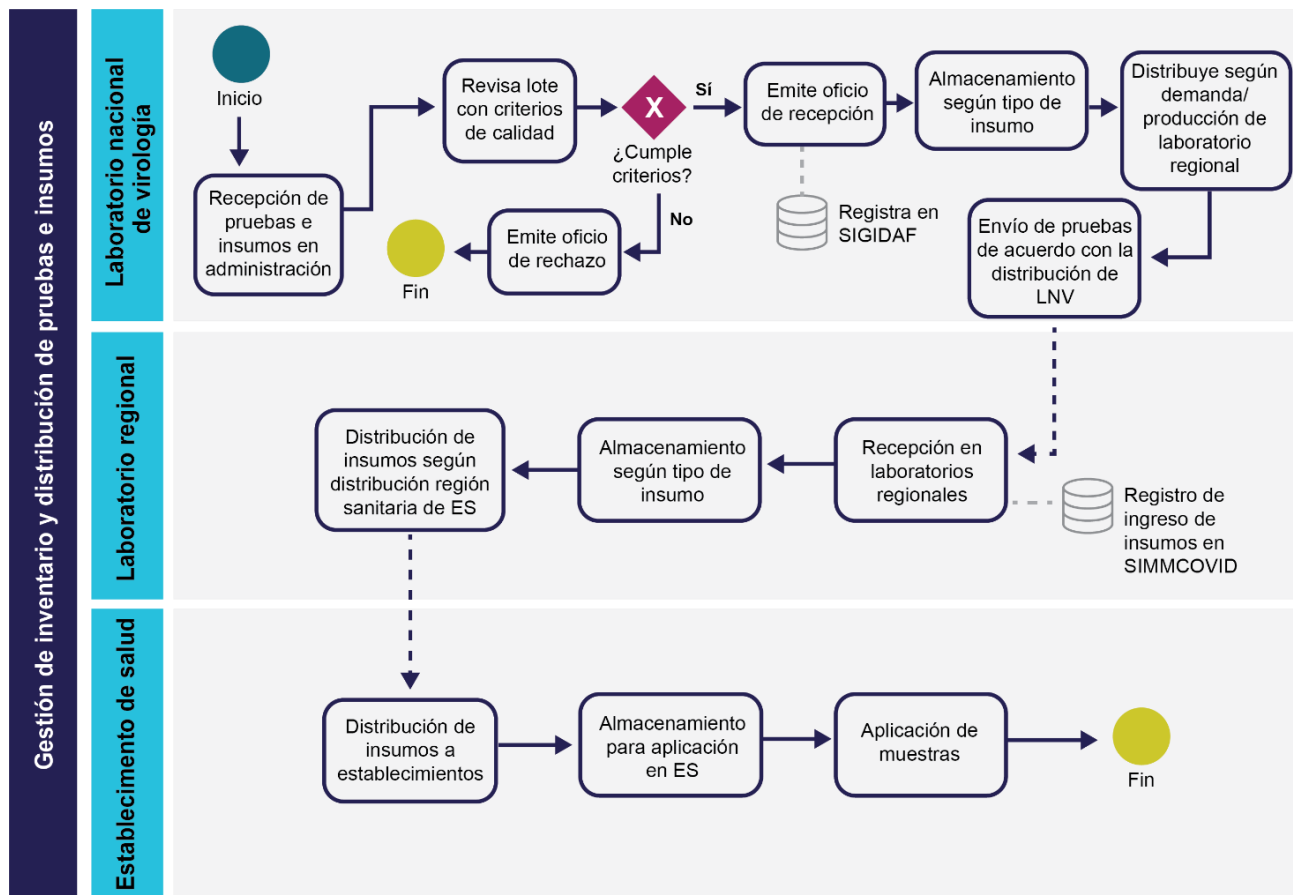 Gestión de inventario y distribución de pruebas e insumos
Laboratorio nacional
de virología
Inicio
Recepción de
pruebas e
insumos en
administración
Revisa lote
con criterios
de calidad
X
¿Cumple
criterios?
Sí
No
Emite oficio
de rechazo
Fin
Emite oficio
de recepción
Registra en
SIGIDAF
Almacenamiento
según tipo de
insumo
Distribuye según
demanda/
producción de
laboratorio
regional
Envío de pruebas
de acuerdo con la
distribución de
LNV
Laboratorio regional
Recepción en
laboratorios
regionales
Registro de
ingreso de
insumos en
SIMMCOVID
Almacenamiento
según tipo de
insumo
Distribución de
insumos según
distribución región
sanitaria de ES
Establecimento de salud
Distribución de
insumos a
establecimientos
Almacenamiento
para aplicación
en ES
Aplicación de
muestras
Fin